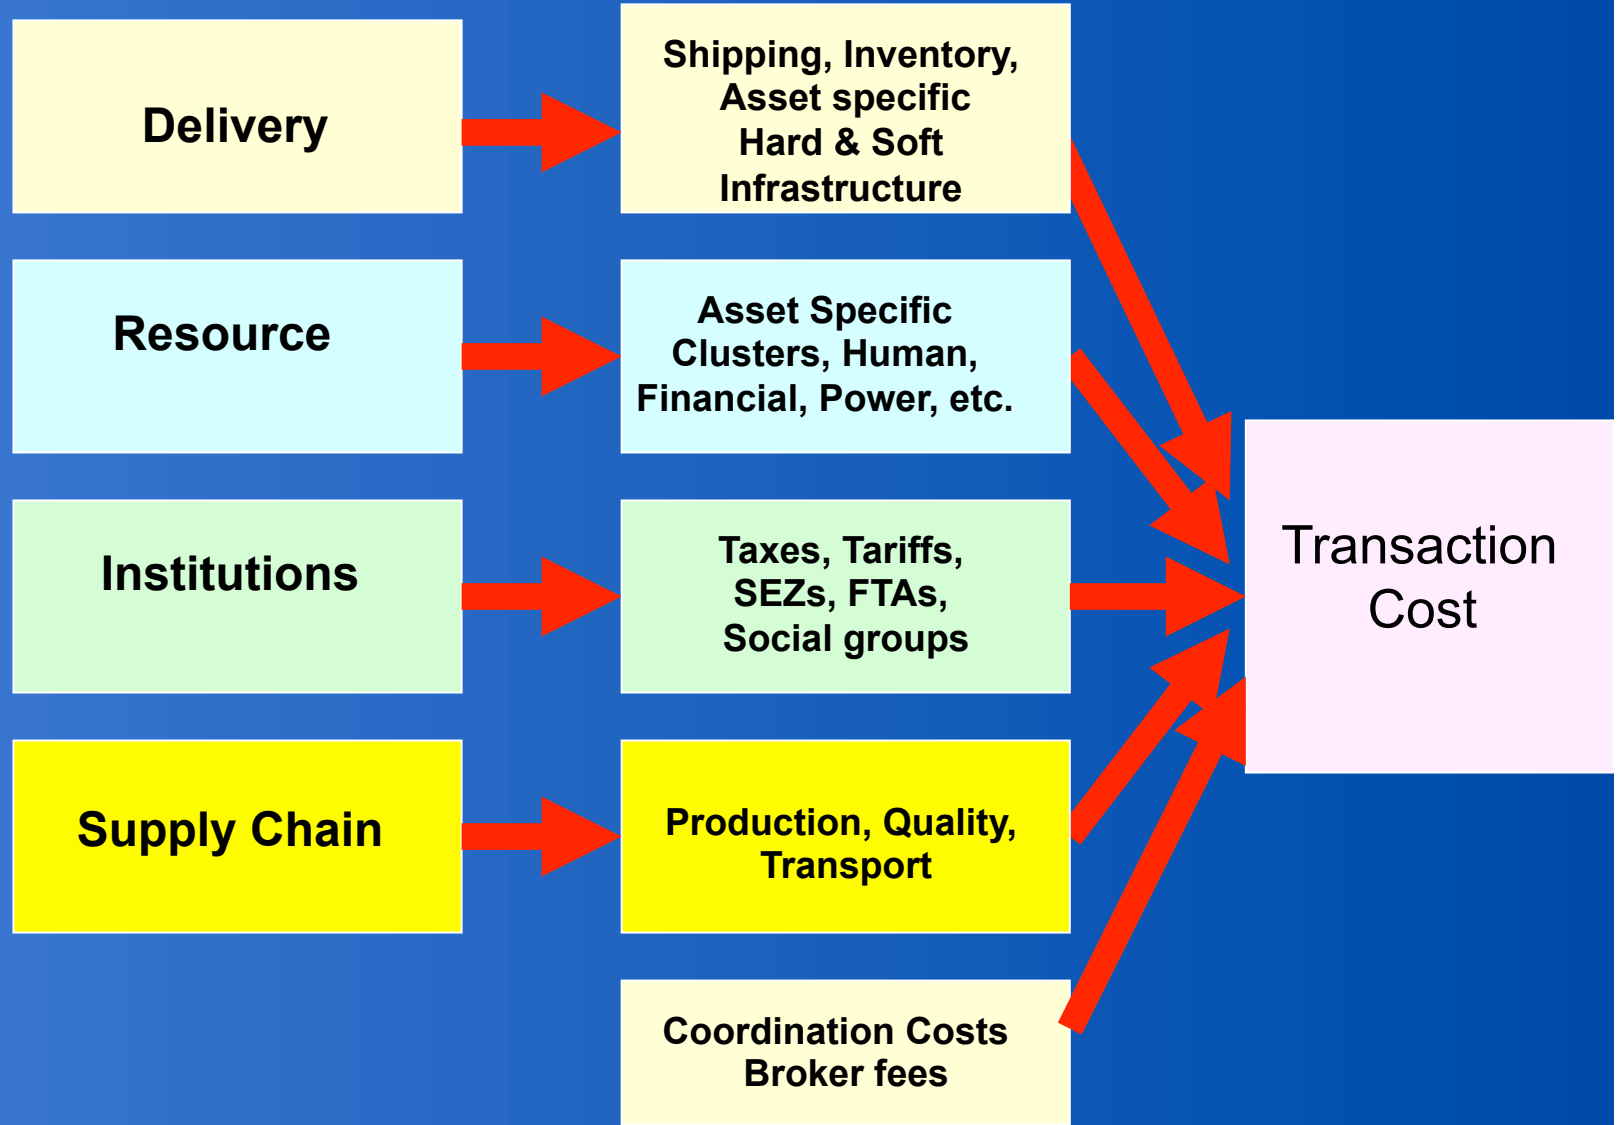 Delivery
Shipping, Inventory,
Asset specific
Hard & Soft
Infrastructure
Resource
Asset Specific
Clusters, Human,
Financial, Power, etc.
Institutions
Taxes, Tariffs,
SEZs, FTAs,
Social groups
Transaction
Cost
Supply Chain
Production, Quality,
Transport
Coordination Costs
Broker fees